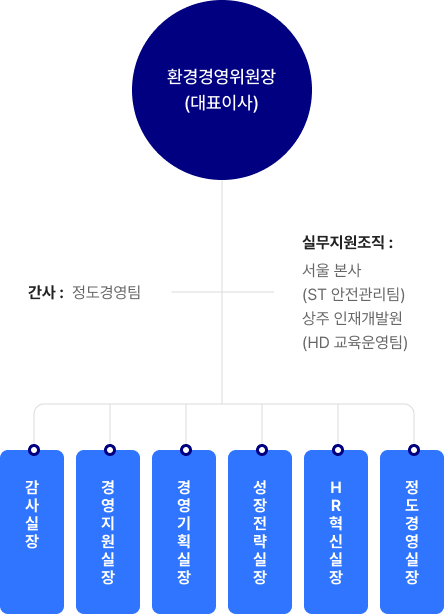 환경경영위원장
(대표이사)
간사 : 정도경영팀
실무지원조직 :
서울 본사
(ST 안전관리팀)
상주 인재개발원
(HD 교육운영팀)
감사실장
경영지원실장
경영기획실장
성장전략실장
HR혁신실장
정도경영실장